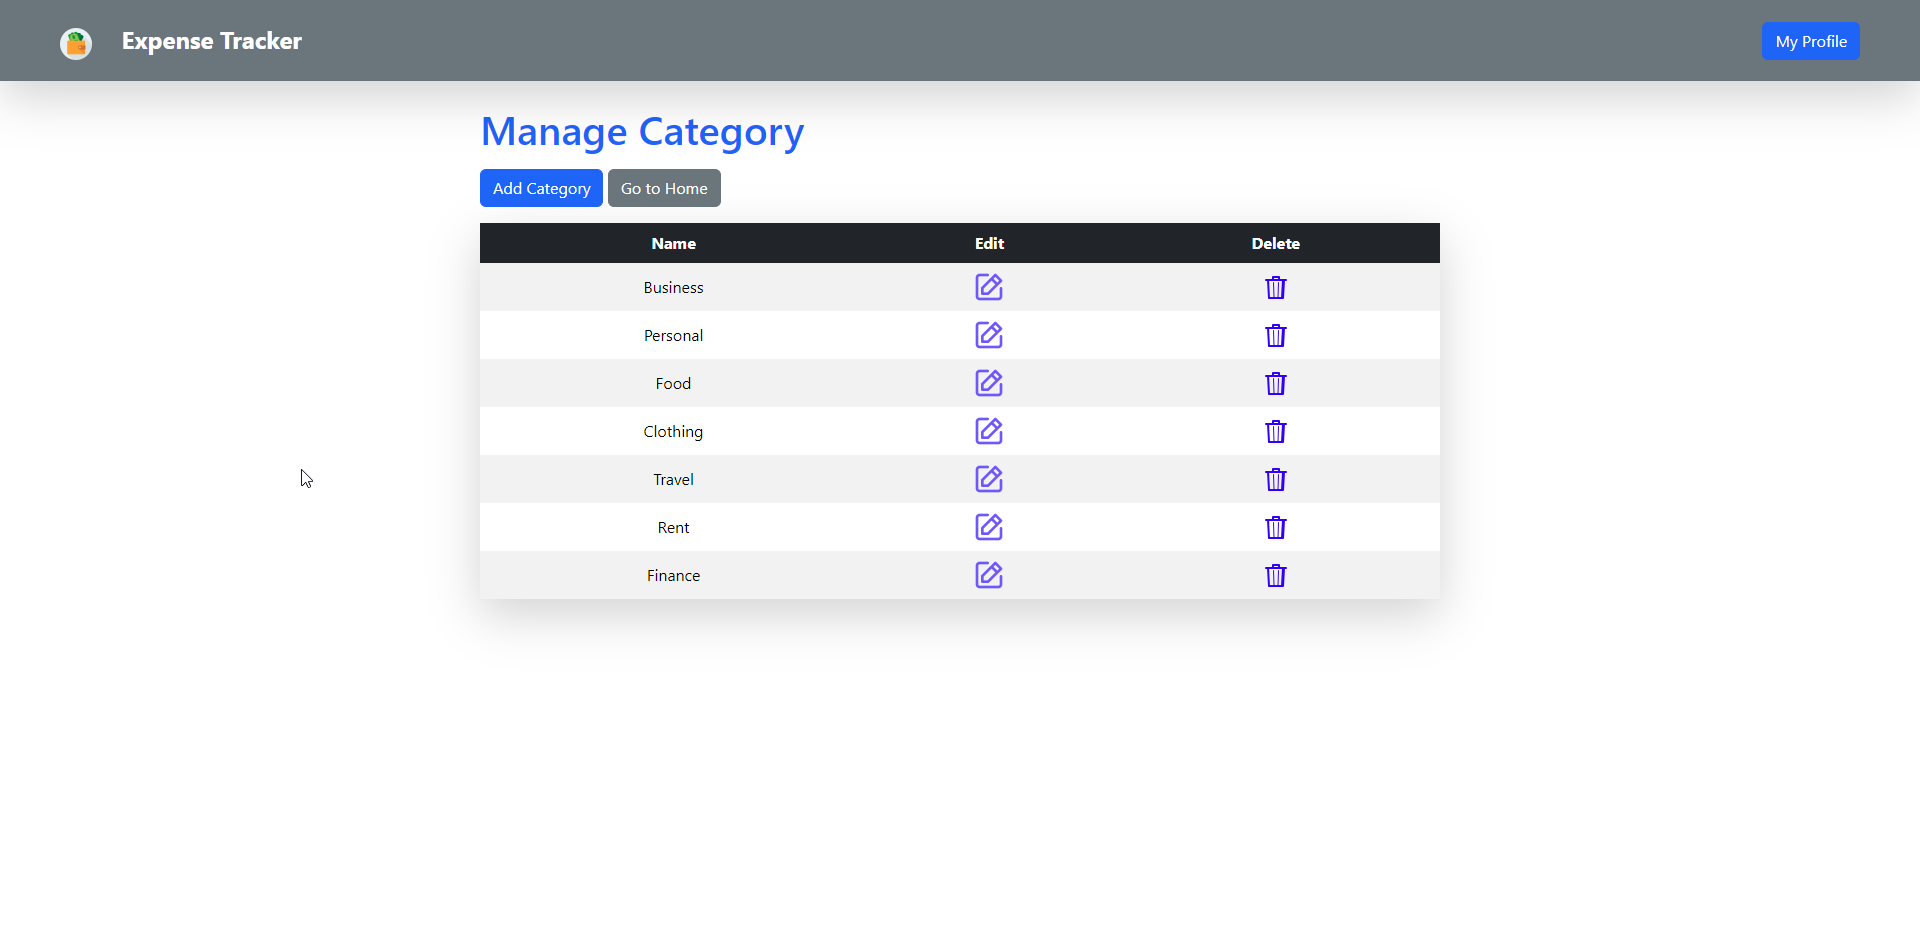 Expense Tracker
My Profile
Manage Category
Add Category Go to Home
Name Edit Delete
Business
Personal
Food
Clothing
Travel
Rent
Finance